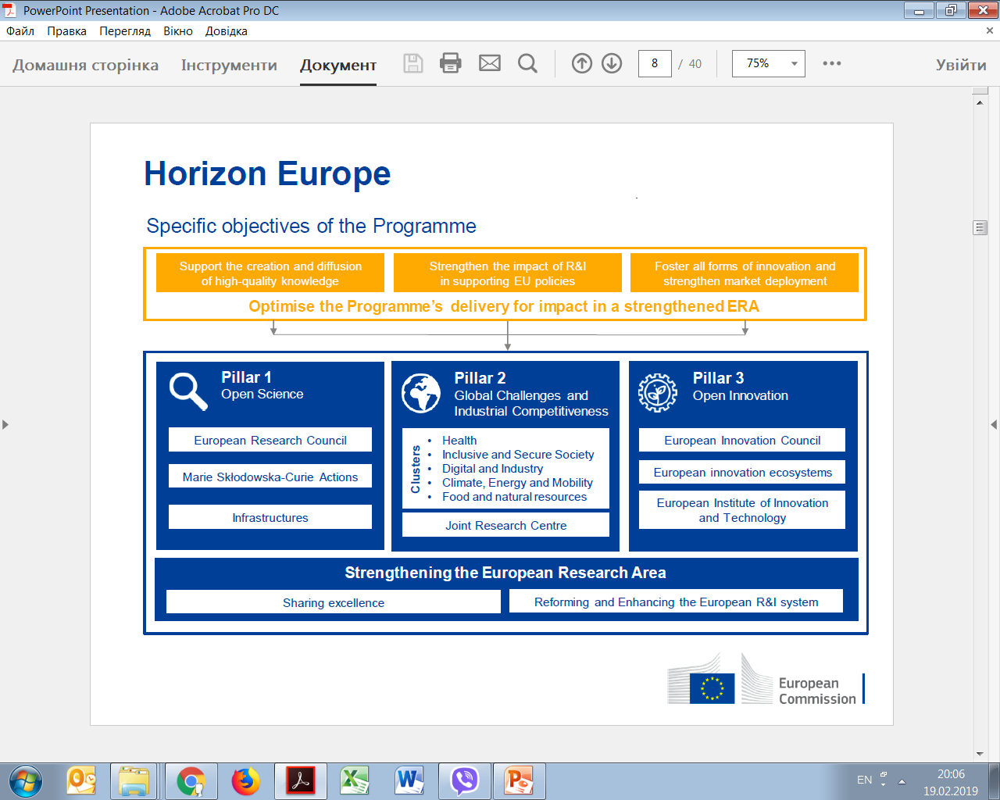 PowerPoint Presentation - Adobe Acrobat Pro DC
Файл Правка Перегляд Вікно Довідка
Домашня сторінка Інструменти Документ 8 / 40 75% Увійти
Horizon Europe
Specific objectives of the Programme
Support the creation and diffusion
of high-quality knowledge
Strengthen the impact of R&I
in supporting EU policies
Foster all forms of innovation and
strengthen market deployment
Optimise the Programme’s delivery for impact in a strengthened ERA
Pillar 1
Open Science
European Research Council
Marie Skłodowska-Curie Actions
Infrastructures
Pillar 2
Global Challenges and
Industrial Competitiveness
Clusters
• Health
• Inclusive and Secure Society
• Digital and Industry
• Climate, Energy and Mobility
• Food and natural resources
Joint Research Centre
Pillar 3
Open Innovation
European Innovation Council
European innovation ecosystems
European Institute of Innovation
and Technology
Strengthening the European Research Area
Sharing excellence
Reforming and Enhancing the European R&I system
European
Commission
EN
20:06
19.02.2019